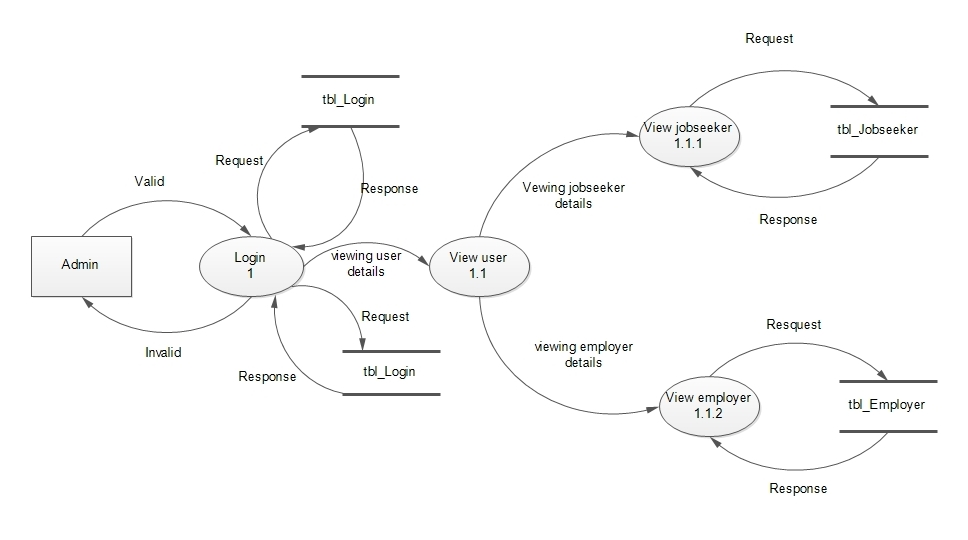 Request
tbl_Login
Request
Response
Valid
Admin
Login
1
viewing user
details
View user
1.1
Invalid
Request
Response
tbl_Login
Vewing jobseeker
details
View jobseeker
1.1.1
tbl_Jobseeker
Response
viewing employer
details
Resquest
View employer
1.1.2
tbl_Employer
Response